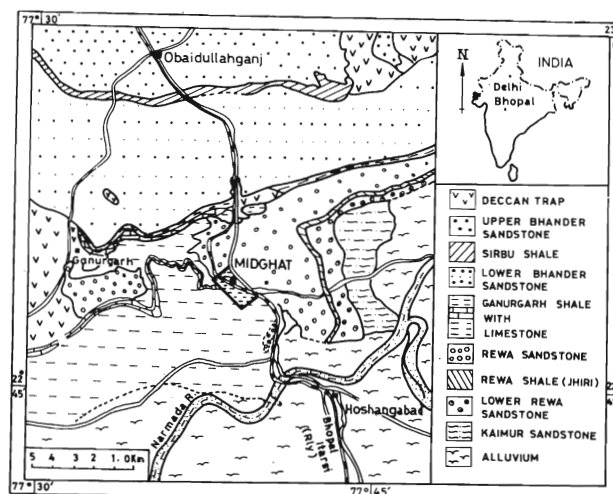 77° 30'
Obaidullahganj
N
INDIA
Delhi
Bhopal
Ganurgarh
MIDGHAT
22°
45'
Narmada R.
Hoshangabad
Bhopal
Itarsi
(Rly)
5 4 3 2 1. 0Km
77° 30'
77° 45'
DECCAN TRAP
UPPER BHANDER
SANDSTONE
SIRBU SHALE
LOWER BHANDER
SANDSTONE
GANURGARH SHALE
WITH
LIMESTONE
REWA SANDSTONE
REWA SHALE (JHIRI)
LOWER REWA
SANDSTONE
KAIMUR SANDSTONE
ALLUVIUM